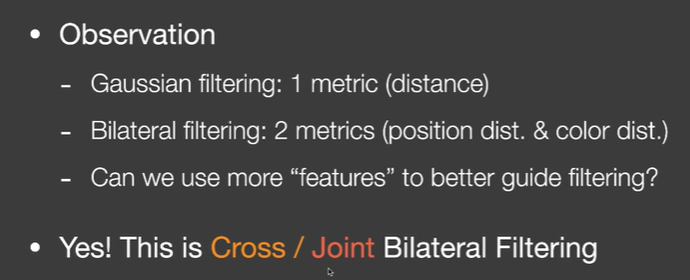 • Observation
- Gaussian filtering: 1 metric (distance)
- Bilateral filtering: 2 metrics (position dist. & color dist.)
- Can we use more “features” to better guide filtering?
• Yes! This is Cross / Joint Bilateral Filtering